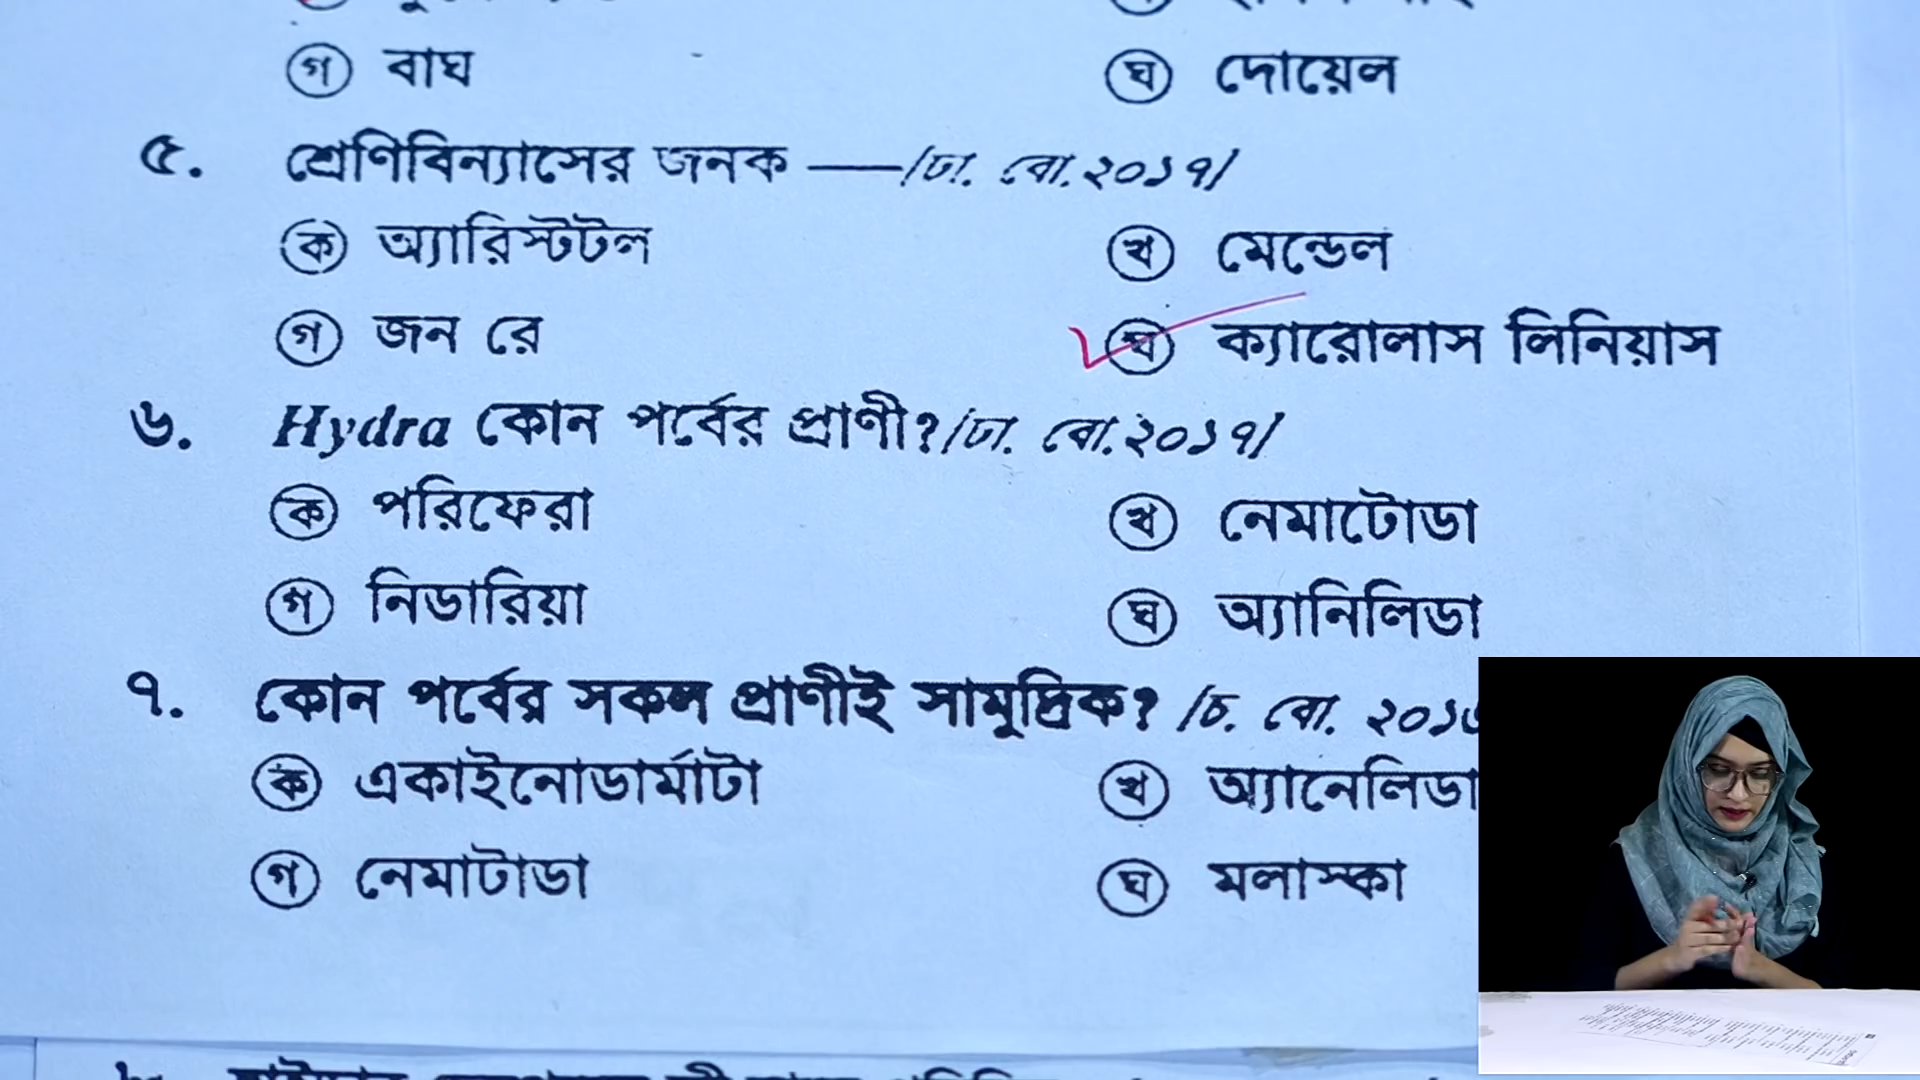 গ বাঘ ঘ দোয়েল
৫. শ্রেণিবিন্যাসের জনক —— /ঢা. বো. ২০১৭/
ক অ্যারিস্টটল খ মেন্ডেল
গ জন রে ঘ ক্যারোলাস লিনিয়াস
৬. Hydra কোন পর্বের প্রাণী? /ঢা. বো. ২০১৭/
ক পরিফেরা খ নেমাটোডা
গ নিডারিয়া ঘ অ্যানিলিডা
৭. কোন পর্বের সকল প্রাণীই সামুদ্রিক? /চ. বো.
ক একাইনোডার্মাটা খ অ্যানেলিডা
গ নেমাটাডা ঘ মলাস্কা